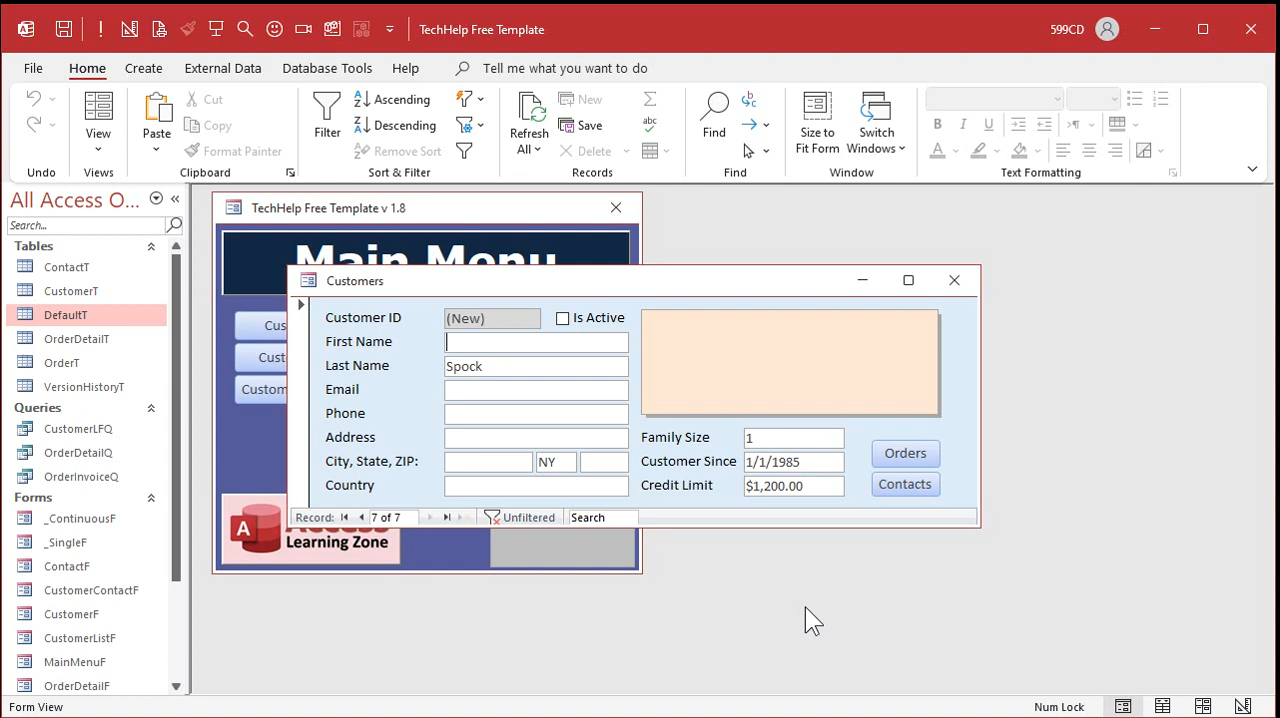 TechHelp Free Template
599CD
File Home Create External Data Database Tools Help Tell me what you want to do
View
Paste
Cut
Copy
Format Painter
Filter
Ascending
Descending
Remove Sort
Refresh All
New
Save
Delete
Find
Size to Fit Form
Switch Windows
Undo Views Clipboard Sort & Filter Records Find Window Text Formatting
All Access O...
Search...
Tables
ContactT
CustomerT
DefaultT
OrderDetailT
OrderT
VersionHistoryT
Queries
CustomerLFQ
OrderDetailQ
OrderInvoiceQ
Forms
_ContinuousF
_SingleF
ContactF
CustomerContactF
CustomerF
CustomerListF
MainMenuF
OrderDetailF
TechHelp Free Template v 1.8
Main Menu
Cus
Custo
Custom
Learning Zone
Customers
Customer ID (New) Is Active
First Name
Last Name Spock
Email
Phone
Address
City, State, ZIP: NY
Country
Family Size 1
Customer Since 1/1/1985
Credit Limit $1,200.00
Orders
Contacts
Record: 7 of 7 Unfiltered Search
Form View Num Lock